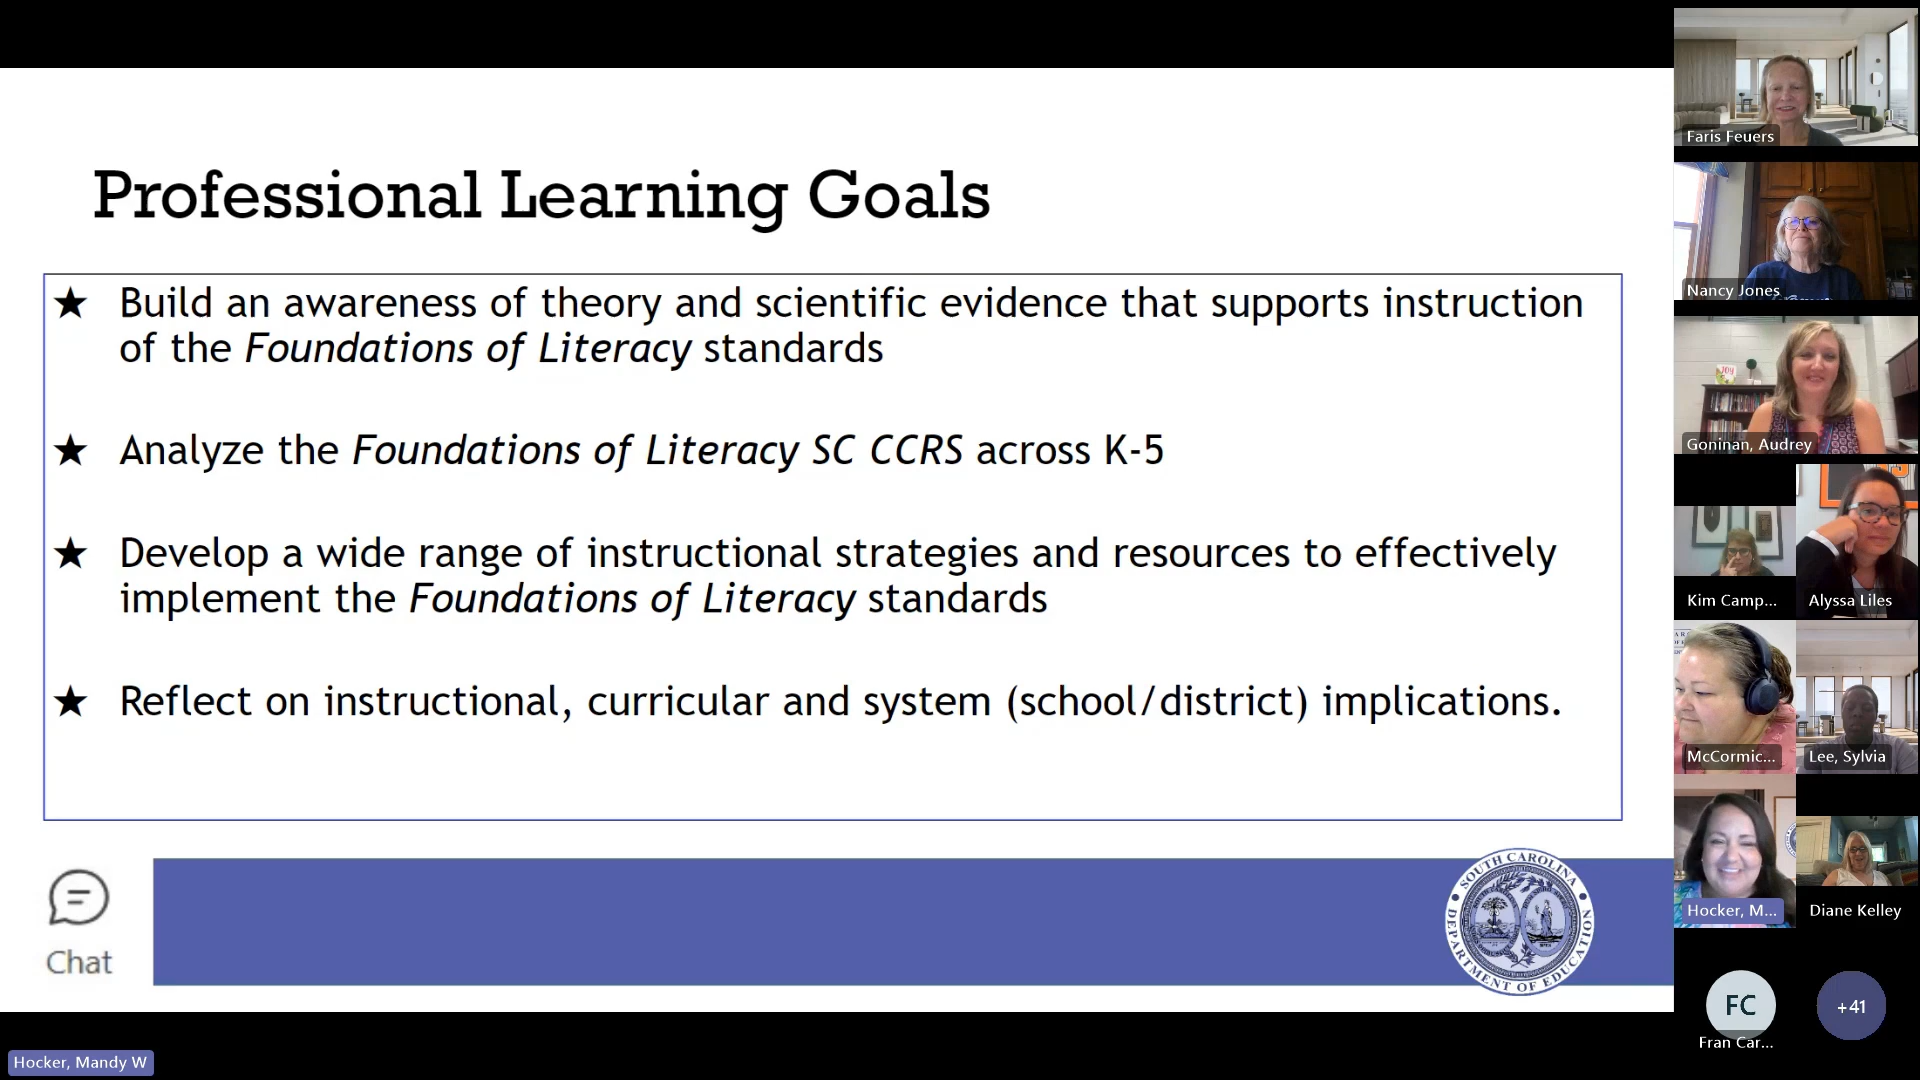 Professional Learning Goals
★ Build an awareness of theory and scientific evidence that supports instruction
of the Foundations of Literacy standards
★ Analyze the Foundations of Literacy SC CCRS across K-5
★ Develop a wide range of instructional strategies and resources to effectively
implement the Foundations of Literacy standards
★ Reflect on instructional, curricular and system (school/district) implications.
Chat
SOUTH CAROLINA
DEPARTMENT OF EDUCATION
Hocker, Mandy W
Faris Feuers
Nancy Jones
JOY
Goninan, Audrey
Kim Camp...
Alyssa Liles
McCormic...
Lee, Sylvia
Hocker, M...
Diane Kelley
FC
Fran Car...
+41